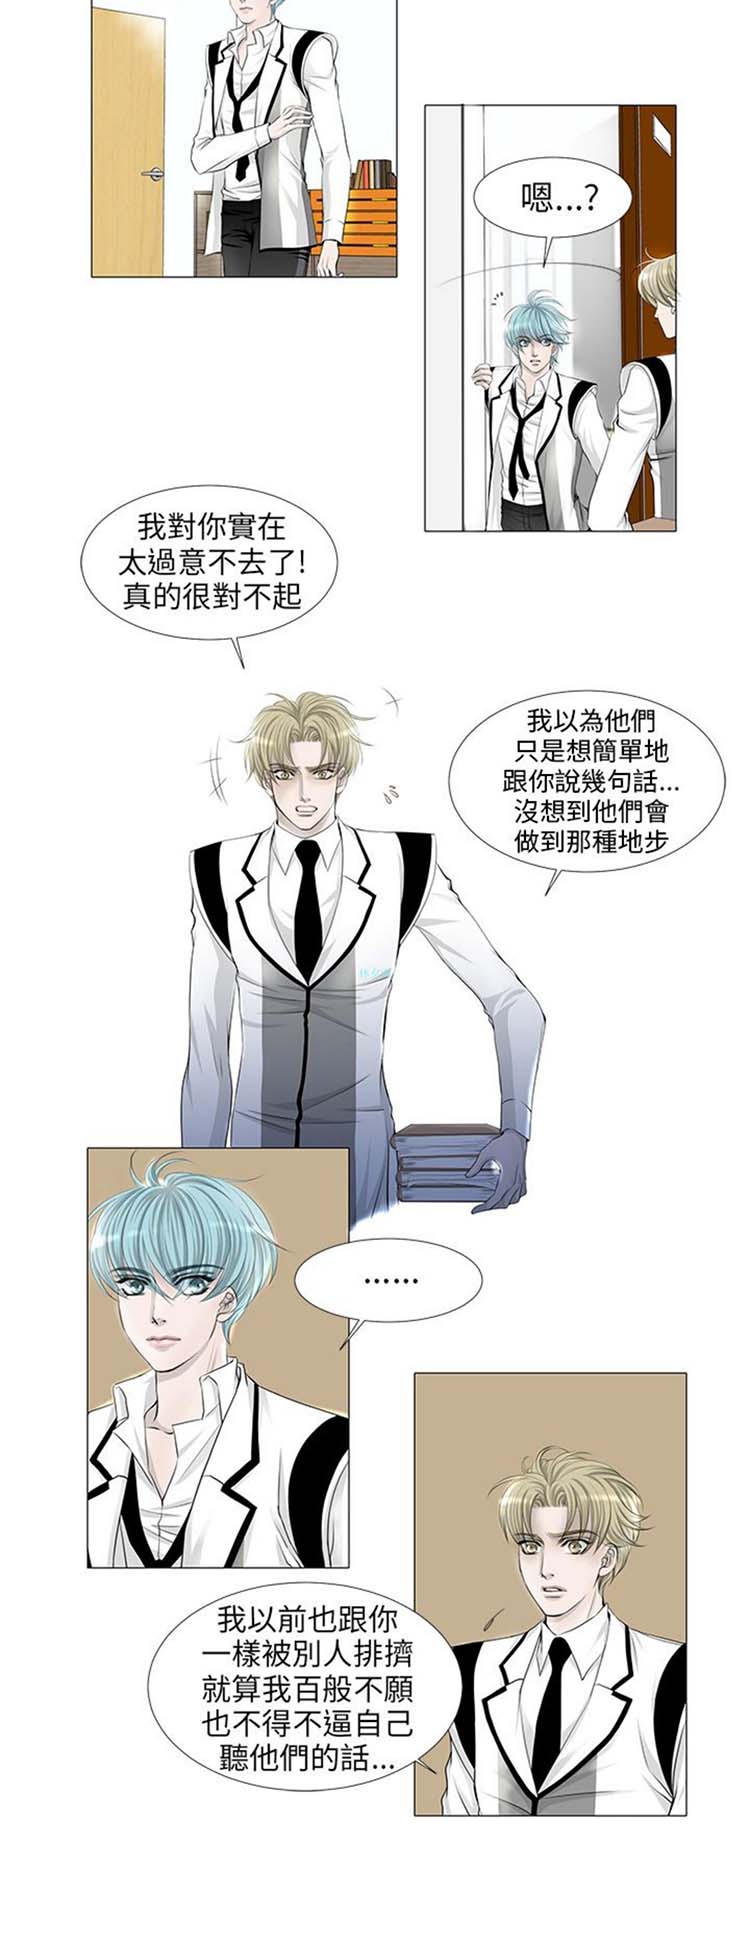 嗯...?
我對你實在
太過意不去了!
真的很對不起
我以為他們
只是想簡單地
跟你說幾句話...
沒想到他們會
做到那種地步
......
我以前也跟你
一樣被別人排擠
就算我百般不願
也不得不逼自己
聽他們的話...